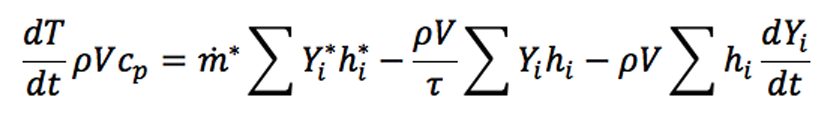 dT/dt ρVc_p = ṁ* ∑ Y_i* h_i* − ρV/τ ∑ Y_i h_i − ρV ∑ h_i dY_i/dt